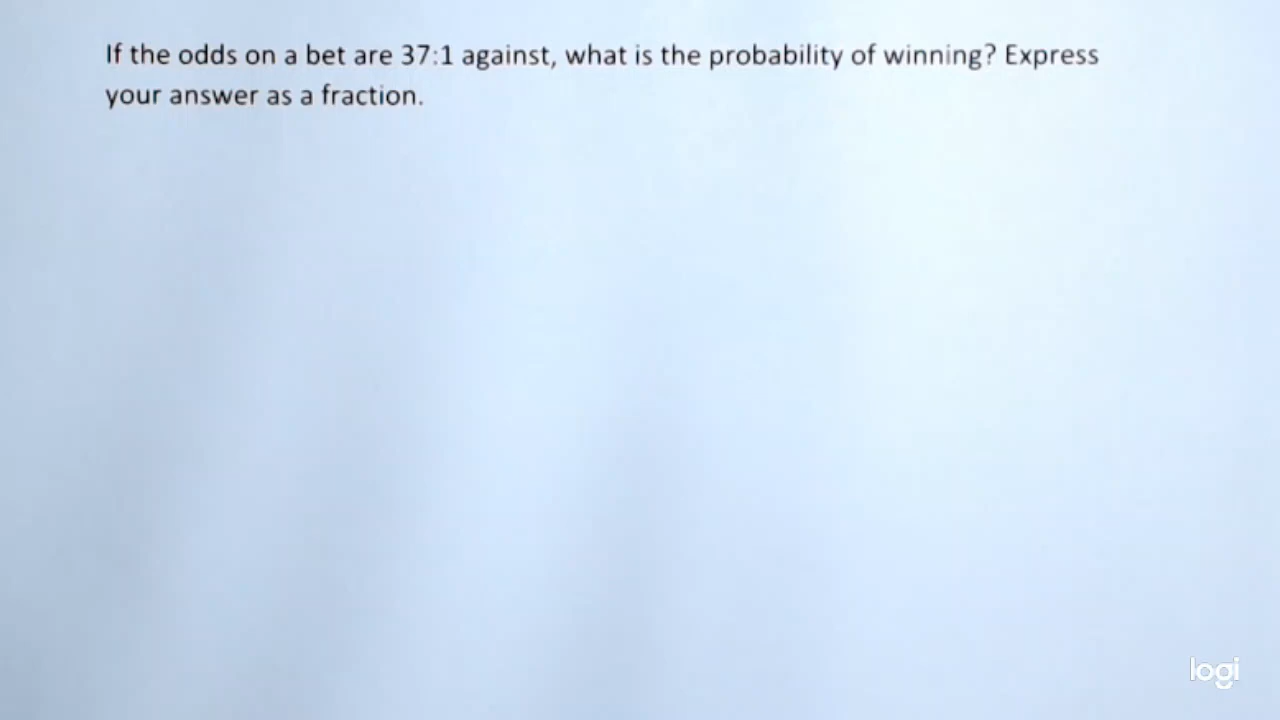 If the odds on a bet are 37:1 against, what is the probability of winning? Express
your answer as a fraction.
logi